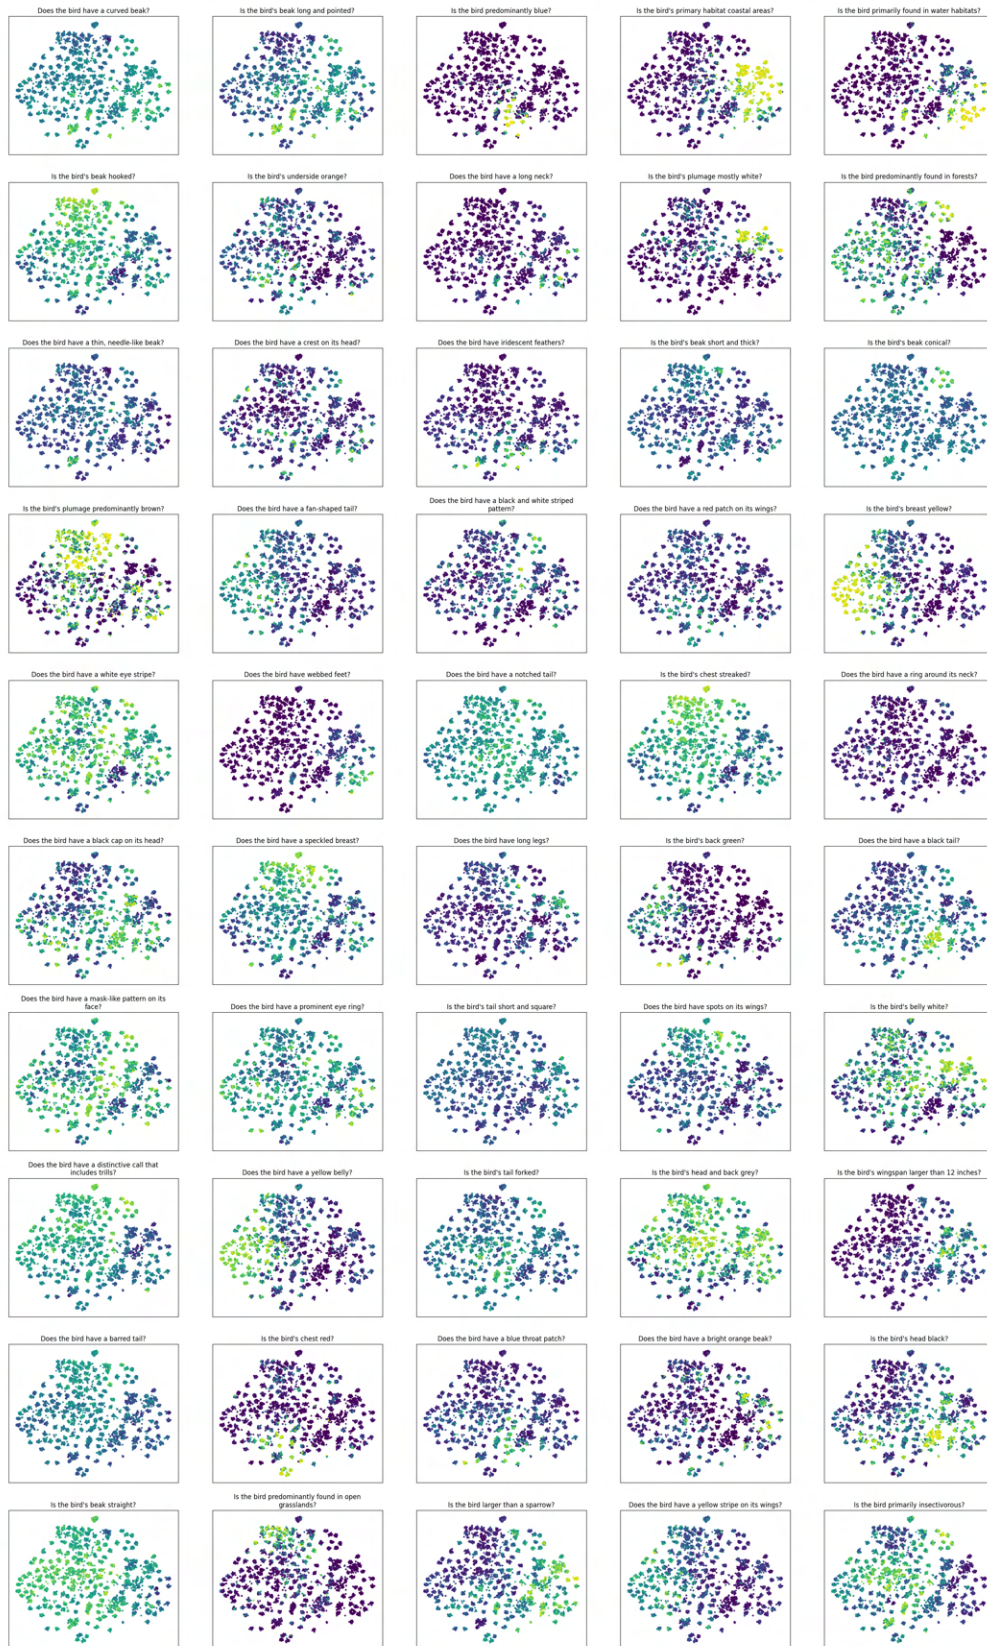 Does the bird have a curved beak?
Is the bird's beak long and pointed?
Is the bird predominantly blue?
Is the bird's primary habitat coastal areas?
Is the bird primarily found in water habitats?
Is the bird's beak hooked?
Is the bird's underside orange?
Does the bird have a long neck?
Is the bird's plumage mostly white?
Is the bird predominantly found in forests?
Does the bird have a thin, needle-like beak?
Does the bird have a crest on its head?
Does the bird have iridescent feathers?
Is the bird's beak short and thick?
Is the bird's beak conical?
Is the bird's plumage predominantly brown?
Does the bird have a fan-shaped tail?
Does the bird have a black and white striped
pattern?
Does the bird have a red patch on its wings?
Is the bird's breast yellow?
Does the bird have a white eye stripe?
Does the bird have webbed feet?
Does the bird have a notched tail?
Is the bird's chest streaked?
Does the bird have a ring around its neck?
Does the bird have a black cap on its head?
Does the bird have a speckled breast?
Does the bird have long legs?
Is the bird's back green?
Does the bird have a black tail?
Does the bird have a mask-like pattern on its
face?
Does the bird have a prominent eye ring?
Is the bird's tail short and square?
Does the bird have spots on its wings?
Is the bird's belly white?
Does the bird have a distinctive call that
includes trills?
Does the bird have a yellow belly?
Is the bird's tail forked?
Is the bird's head and back grey?
Is the bird's wingspan larger than 12 inches?
Does the bird have a barred tail?
Is the bird's chest red?
Does the bird have a blue throat patch?
Does the bird have a bright orange beak?
Is the bird's head black?
Is the bird's beak straight?
Is the bird predominantly found in open
grasslands?
Is the bird larger than a sparrow?
Does the bird have a yellow stripe on its wings?
Is the bird primarily insectivorous?